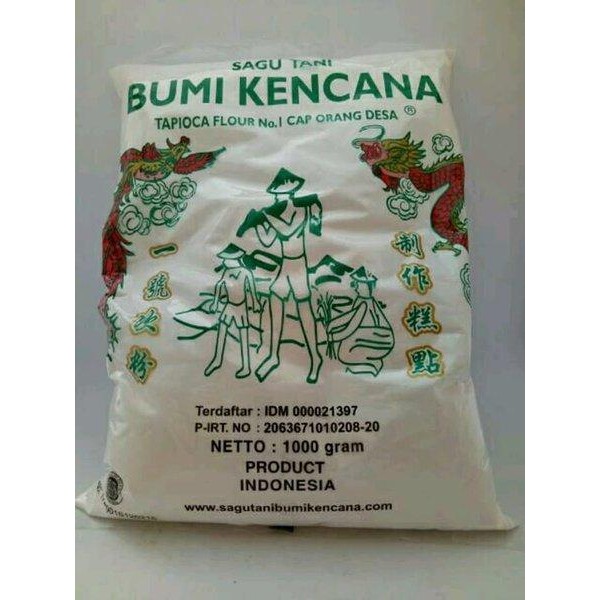 SAGU TANI
BUMI KENCANA
TAPIOCA FLOUR No.1 CAP ORANG DESA ®
一號次粉
制作糕點
Terdaftar : IDM 000021397
P-IRT. NO : 2063671010208-20
NETTO : 1000 gram
PRODUCT
INDONESIA
www.sagutanibumikencana.com